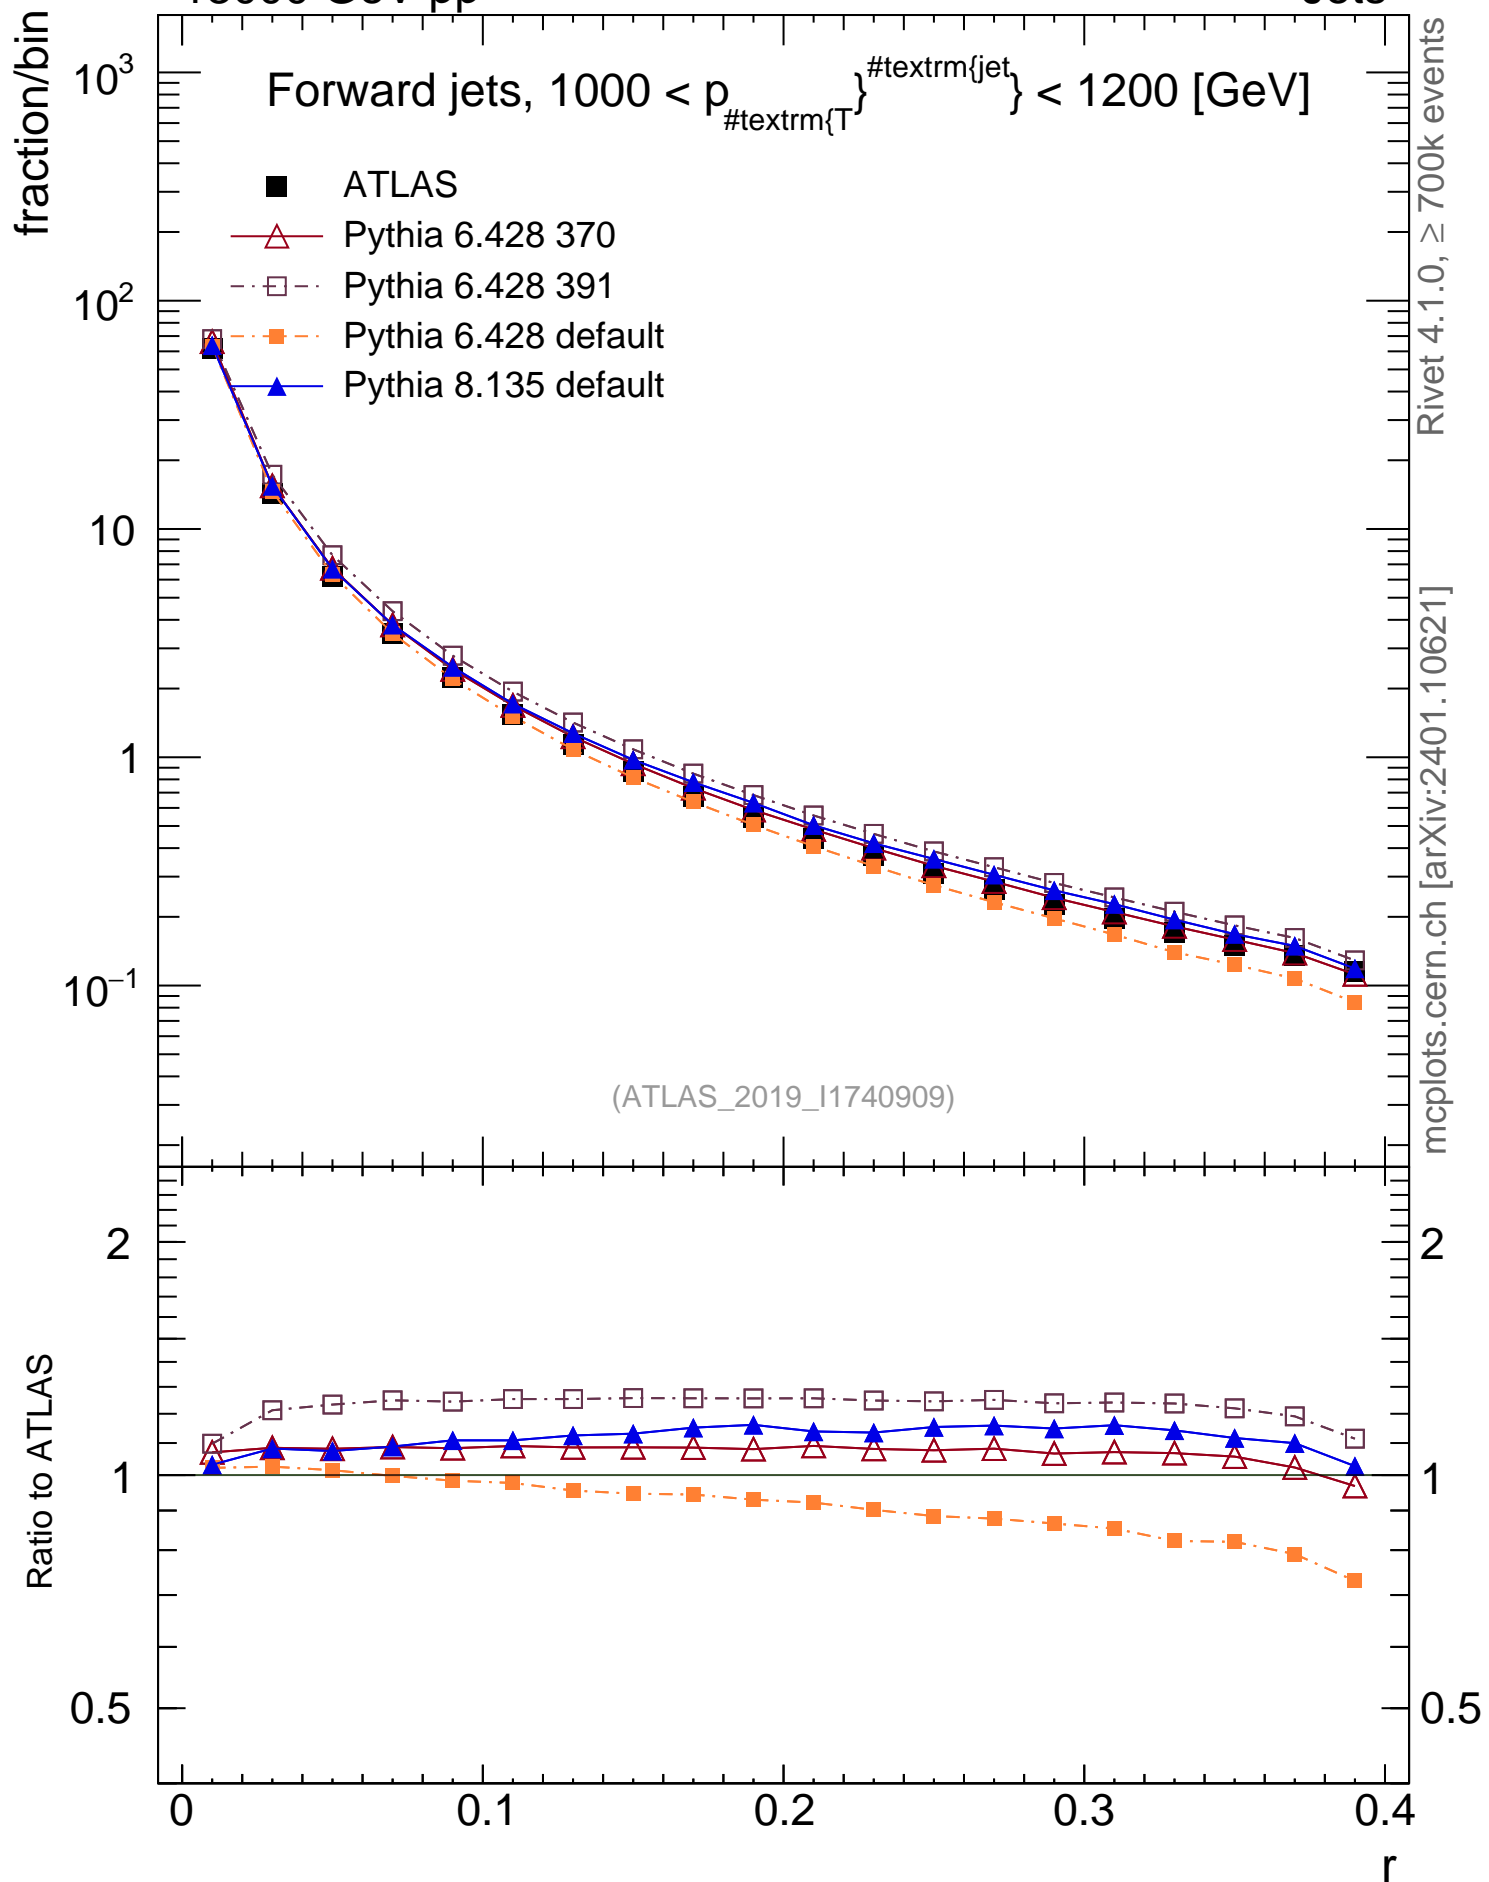 fraction/bin
Forward jets, 1000 < p#textrm{T}#textrm{jet} < 1200 [GeV]
ATLAS
Pythia 6.428 370
Pythia 6.428 391
Pythia 6.428 default
Pythia 8.135 default
10³
10²
10
1
10⁻¹
(ATLAS_2019_I1740909)
Rivet 4.1.0, ≥ 700k events
mcplots.cern.ch [arXiv:2401.10621]
Ratio to ATLAS
2
1
0.5
2
1
0.5
0 0.1 0.2 0.3 0.4
r